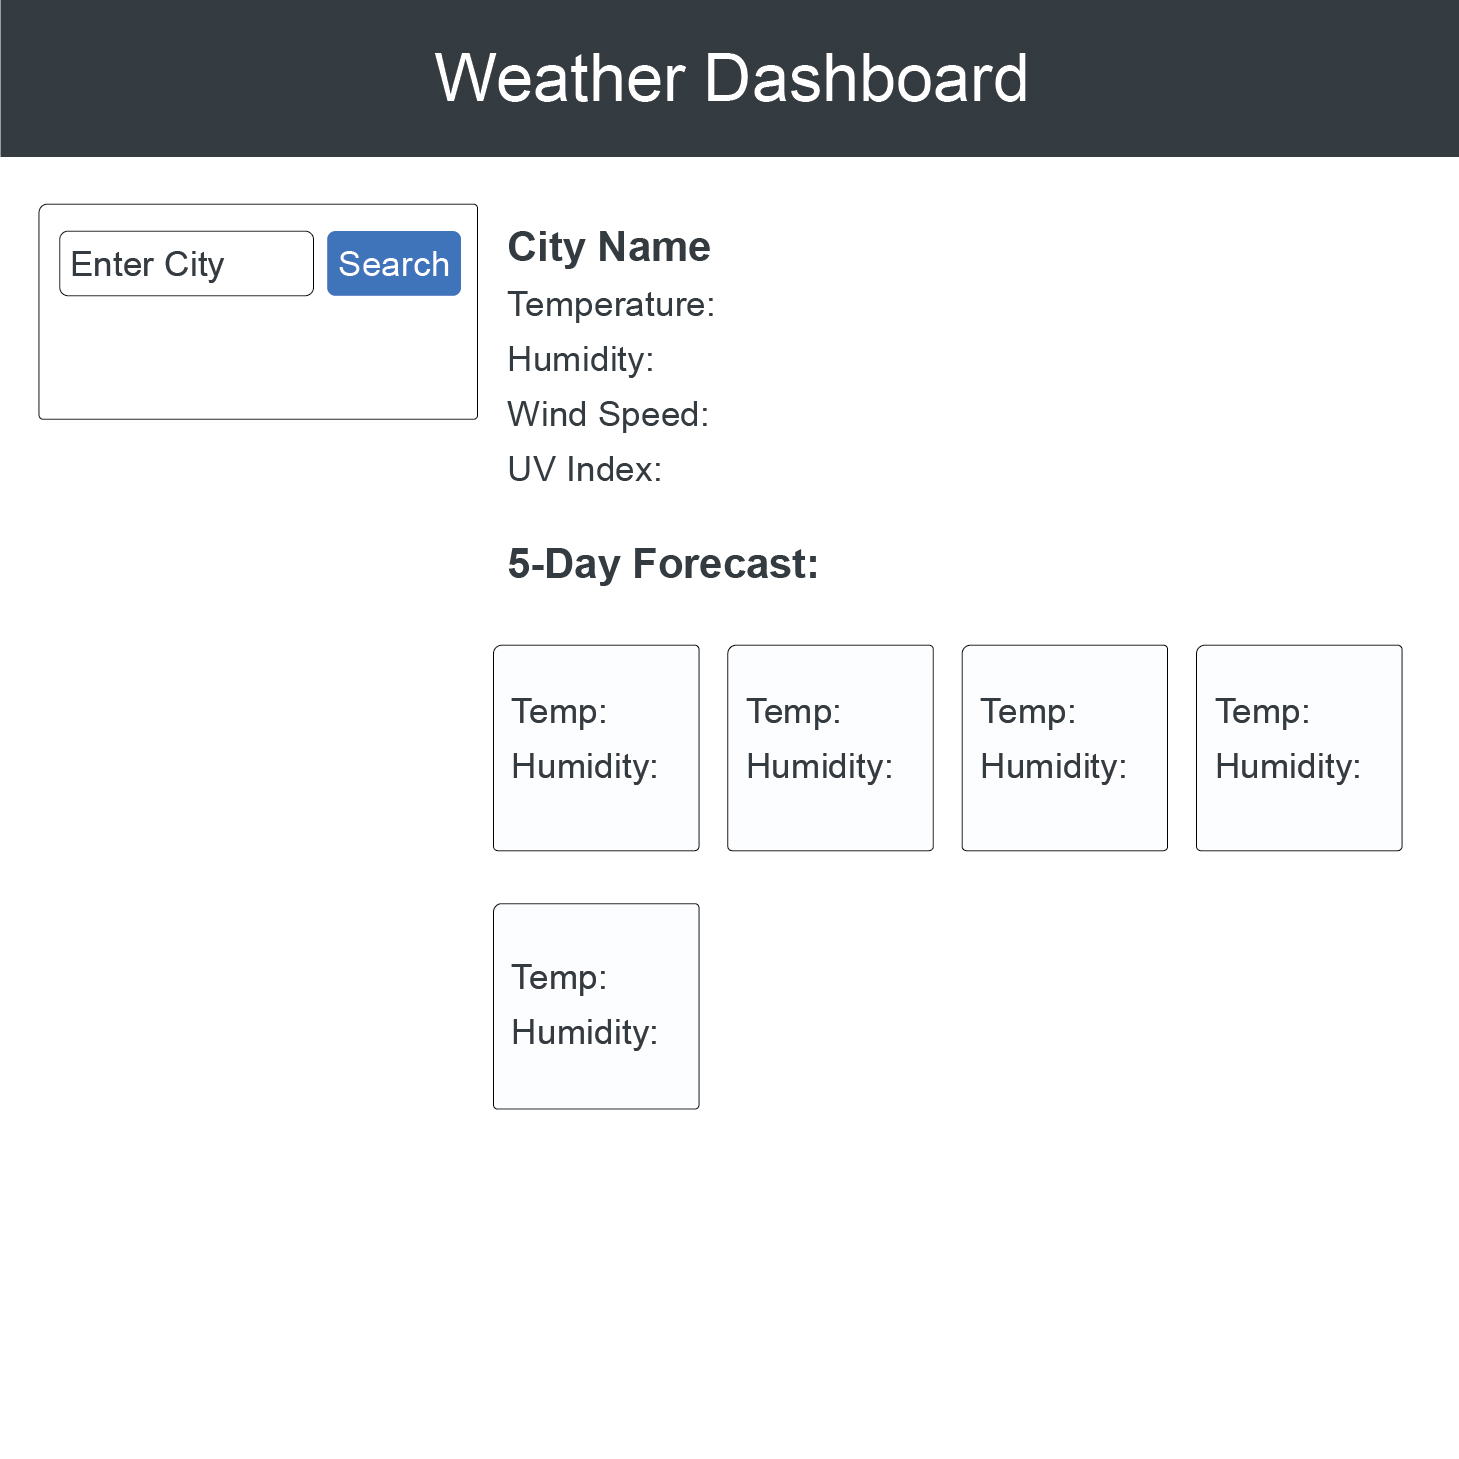 Weather Dashboard
Enter City
Search
City Name
Temperature:
Humidity:
Wind Speed:
UV Index:
5-Day Forecast:
Temp:
Humidity:
Temp:
Humidity:
Temp:
Humidity:
Temp:
Humidity:
Temp:
Humidity: